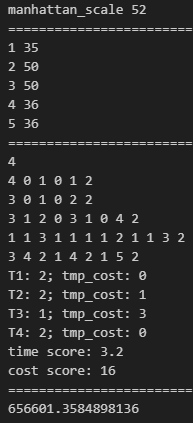 manhattan_scale 52
========================
1 35
2 50
3 50
4 36
5 36
========================
4
4 0 1 0 1 2
3 0 1 0 2 2
3 1 2 0 3 1 0 4 2
1 1 3 1 1 1 1 2 1 1 3 2
3 4 2 1 4 2 1 5 2
T1: 2; tmp_cost: 0
T2: 2; tmp_cost: 1
T3: 1; tmp_cost: 3
T4: 2; tmp_cost: 0
time score: 3.2
cost score: 16
========================
656601.3584898136